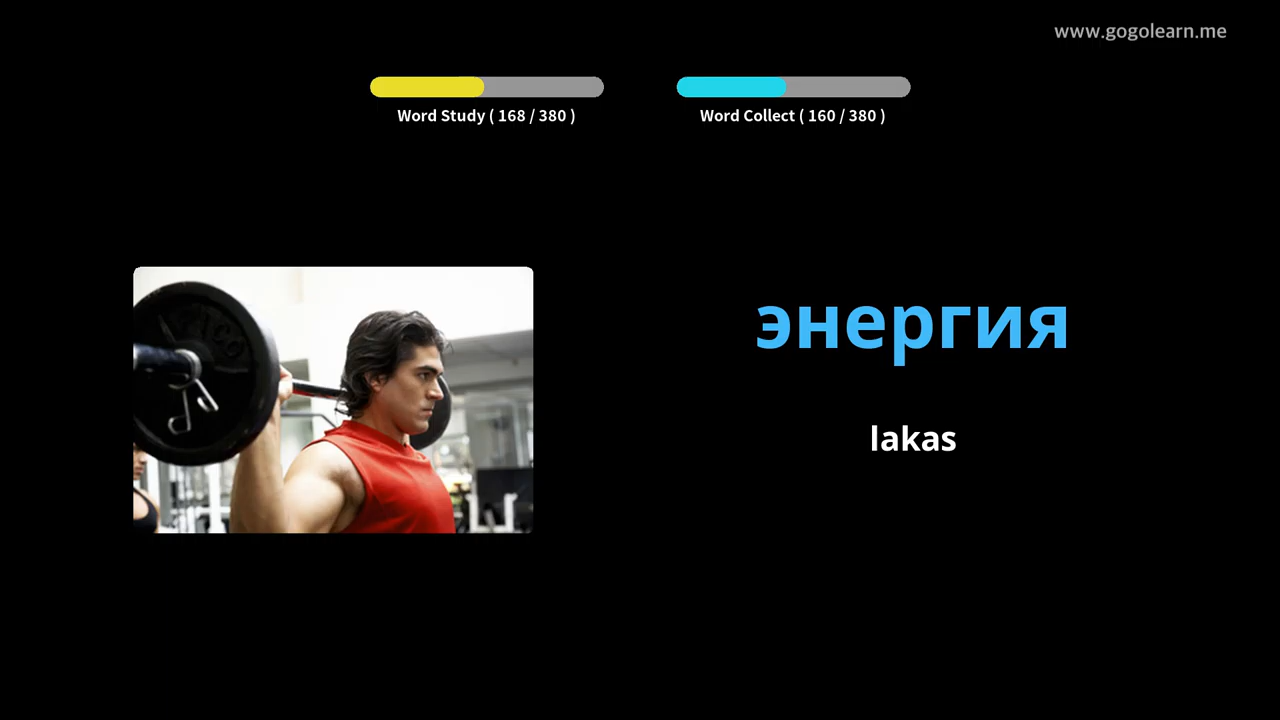 www.gogolearn.me
Word Study ( 168 / 380 )
Word Collect ( 160 / 380 )
энергия
lakas